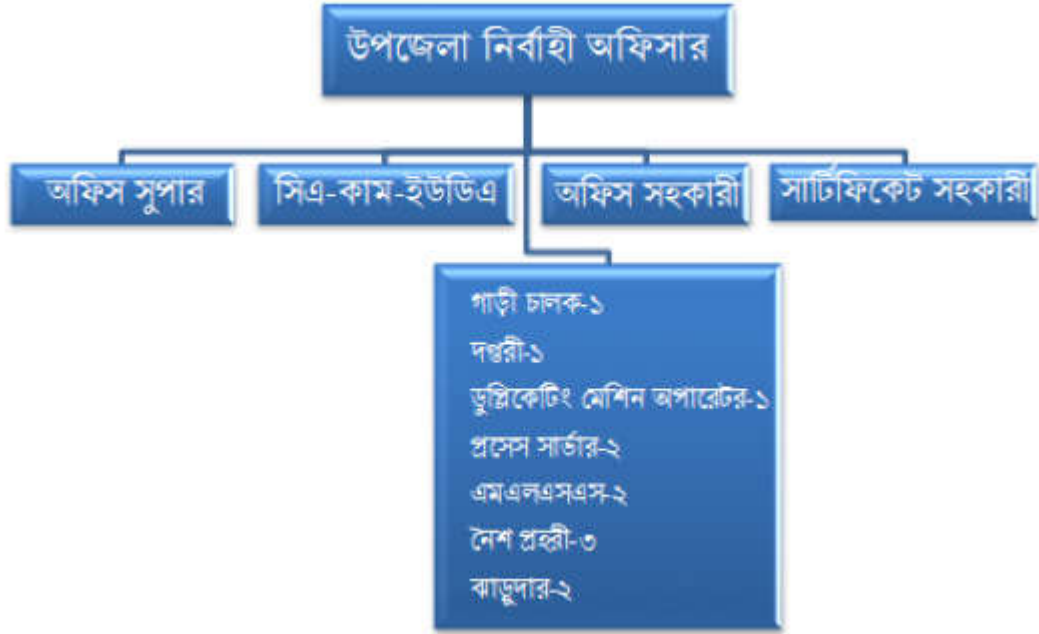 উপজেলা নির্বাহী অফিসার
অফিস সুপার
সিএ-কাম-ইউডিএ
অফিস সহকারী
সার্টিফিকেট সহকারী
গাড়ী চালক-১
দপ্তরী-১
ডুপ্লিকেটিং মেশিন অপারেটর-১
প্রসেস সার্ভার-২
এমএলএসএস-২
নৈশ প্রহরী-৩
ঝাড়ুদার-২